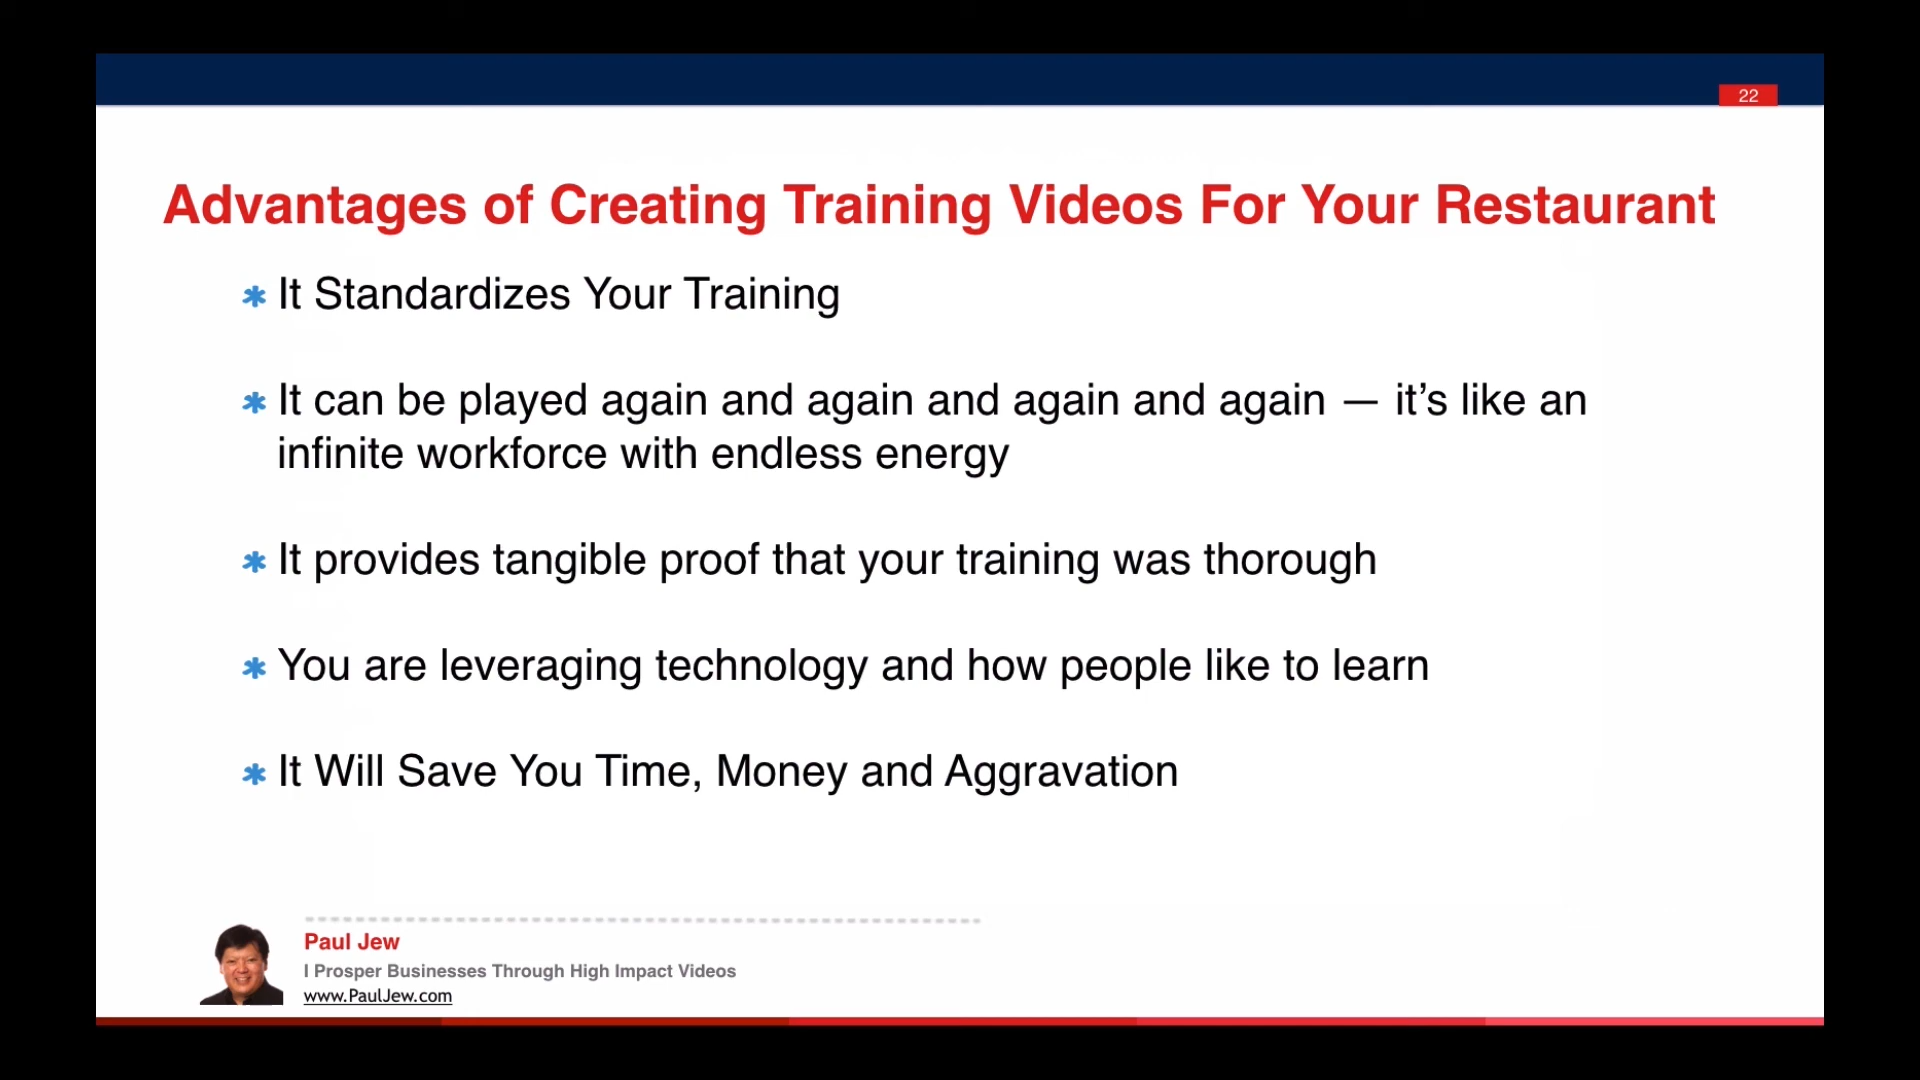 22
Advantages of Creating Training Videos For Your Restaurant
It Standardizes Your Training
It can be played again and again and again and again — it’s like an
infinite workforce with endless energy
It provides tangible proof that your training was thorough
You are leveraging technology and how people like to learn
It Will Save You Time, Money and Aggravation
Paul Jew
I Prosper Businesses Through High Impact Videos
www.PaulJew.com